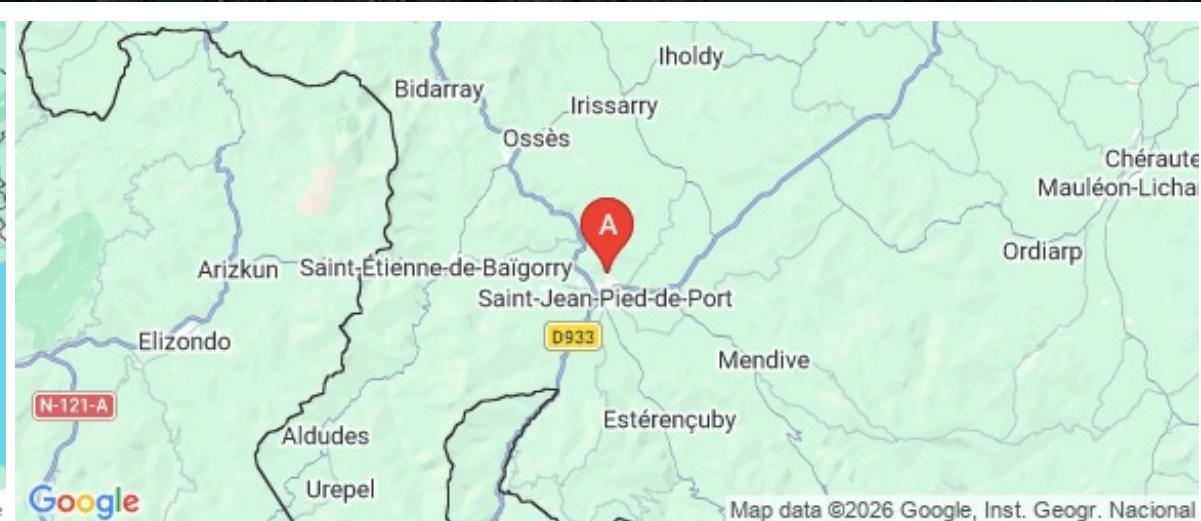 Iholdy
Bidarray
Irissarry
Ossès
A
Chéraute
Mauléon-Lichar
Ordiarp
Arizkun
Saint-Étienne-de-Baïgorry
Saint-Jean-Pied-de-Port
D933
Elizondo
Mendive
N-121-A
Estérençuby
Aldudes
Urepel
Google
Map data ©2026 Google, Inst. Geogr. Nacional